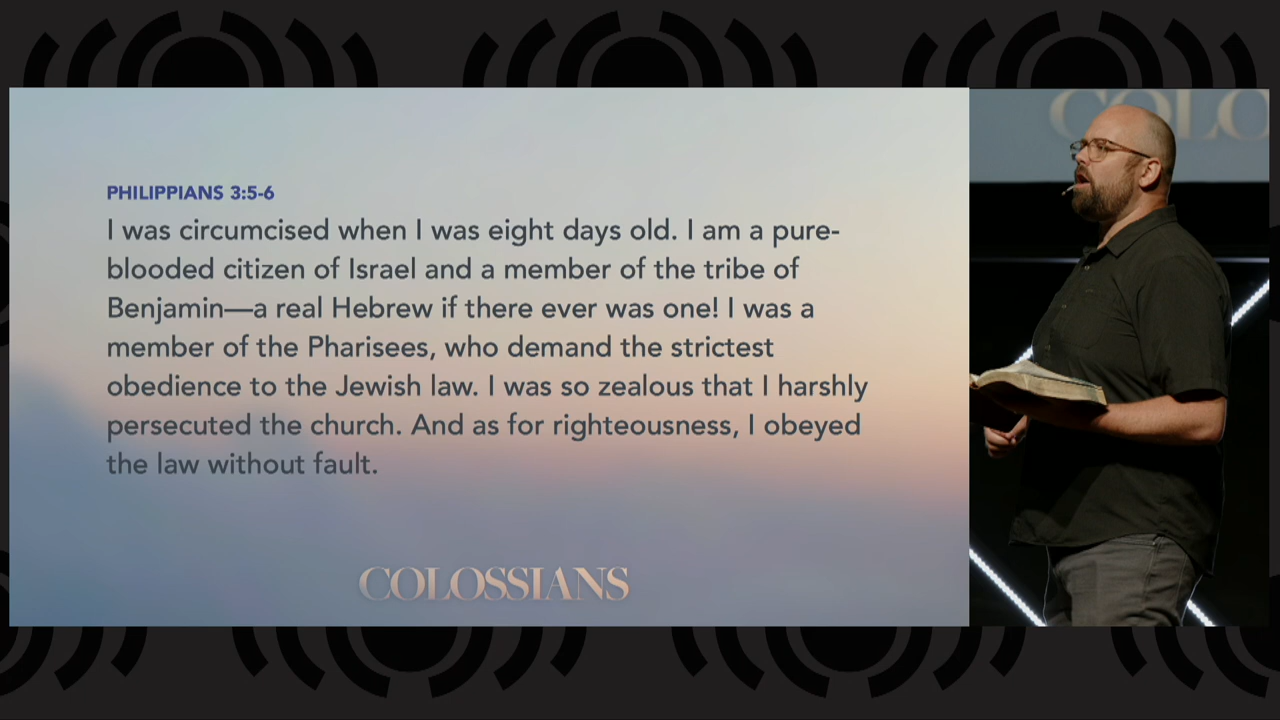 PHILIPPIANS 3:5-6
I was circumcised when I was eight days old. I am a pure-
blooded citizen of Israel and a member of the tribe of
Benjamin—a real Hebrew if there ever was one! I was a
member of the Pharisees, who demand the strictest
obedience to the Jewish law. I was so zealous that I harshly
persecuted the church. And as for righteousness, I obeyed
the law without fault.
COLOSSIANS
COLO